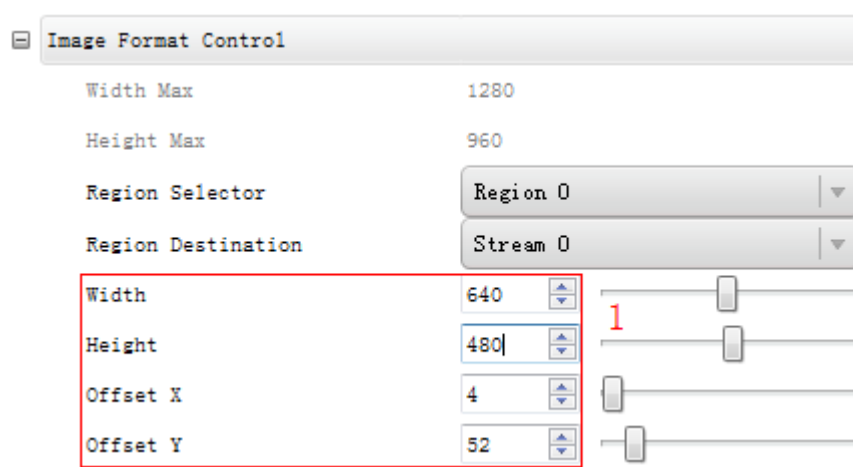 Image Format Control
Width Max 1280
Height Max 960
Region Selector Region 0
Region Destination Stream 0
Width 640
1
Height 480
Offset X 4
Offset Y 52